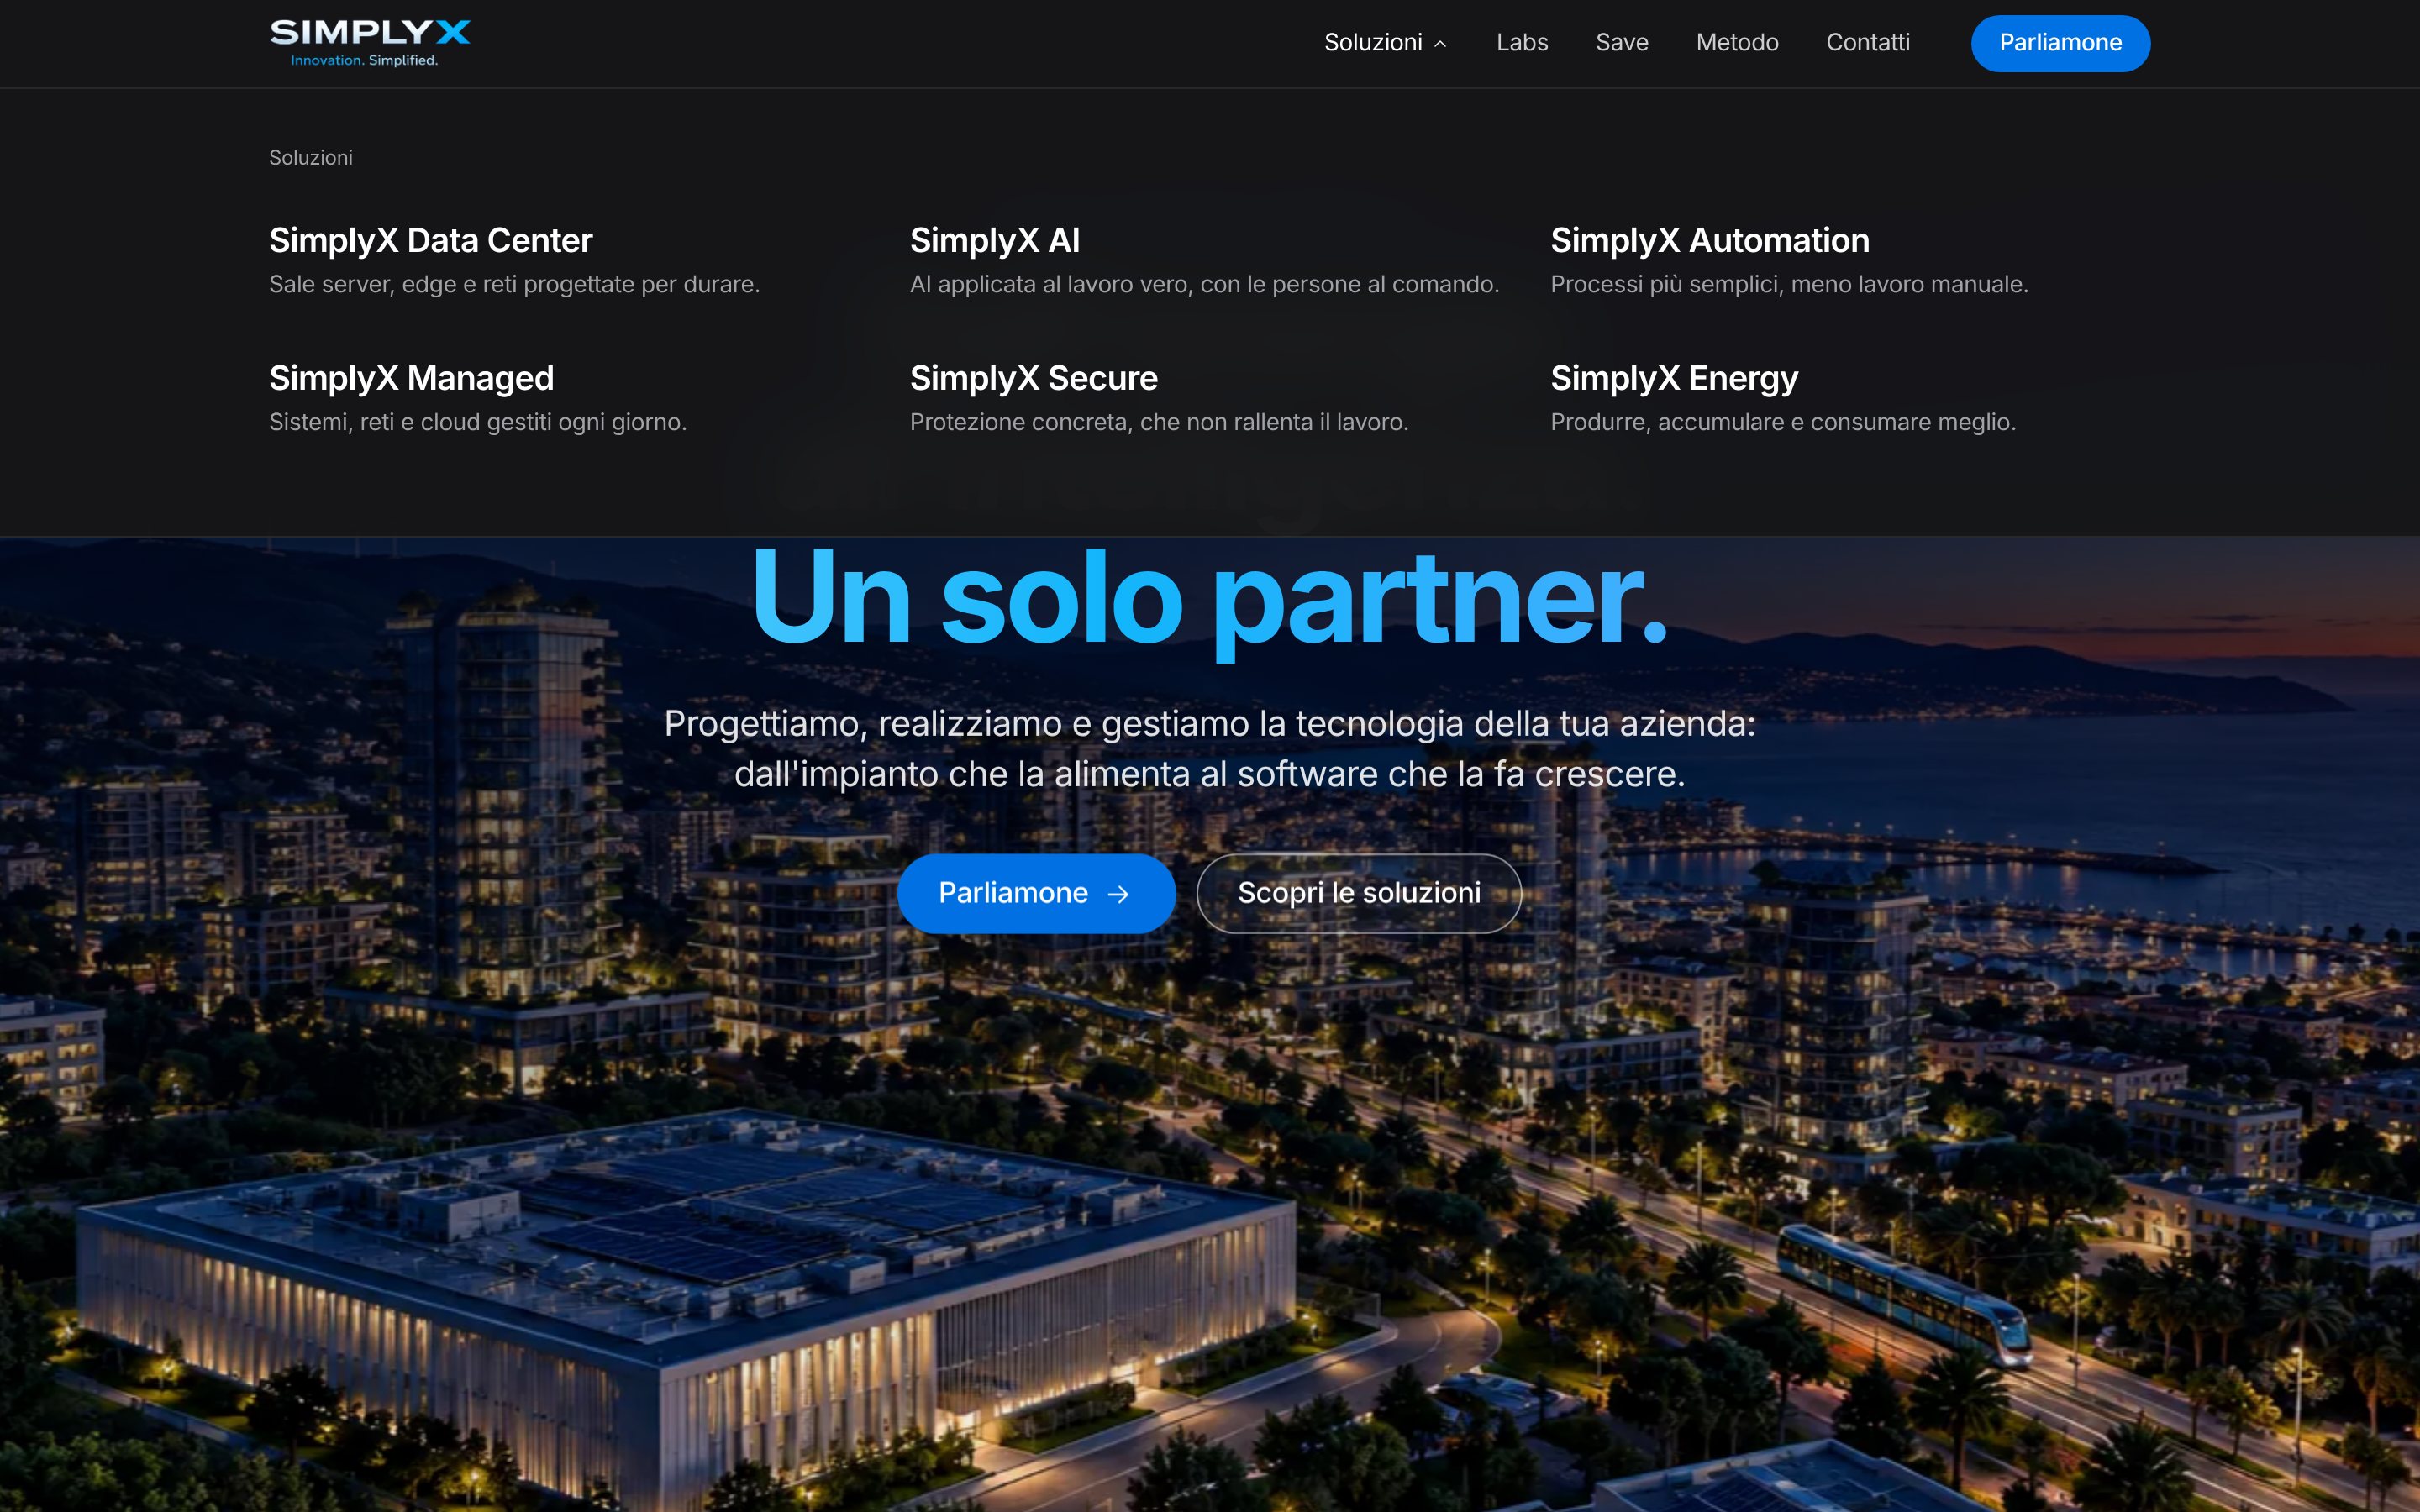 SIMPLYX
Innovation. Simplified.
Soluzioni
Labs
Save
Metodo
Contatti
Parliamone
Soluzioni
SimplyX Data Center
Sale server, edge e reti progettate per durare.
SimplyX AI
AI applicata al lavoro vero, con le persone al comando.
SimplyX Automation
Processi più semplici, meno lavoro manuale.
SimplyX Managed
Sistemi, reti e cloud gestiti ogni giorno.
SimplyX Secure
Protezione concreta, che non rallenta il lavoro.
SimplyX Energy
Produrre, accumulare e consumare meglio.
Un solo partner.
Progettiamo, realizziamo e gestiamo la tecnologia della tua azienda:
dall'impianto che la alimenta al software che la fa crescere.
Parliamone
Scopri le soluzioni